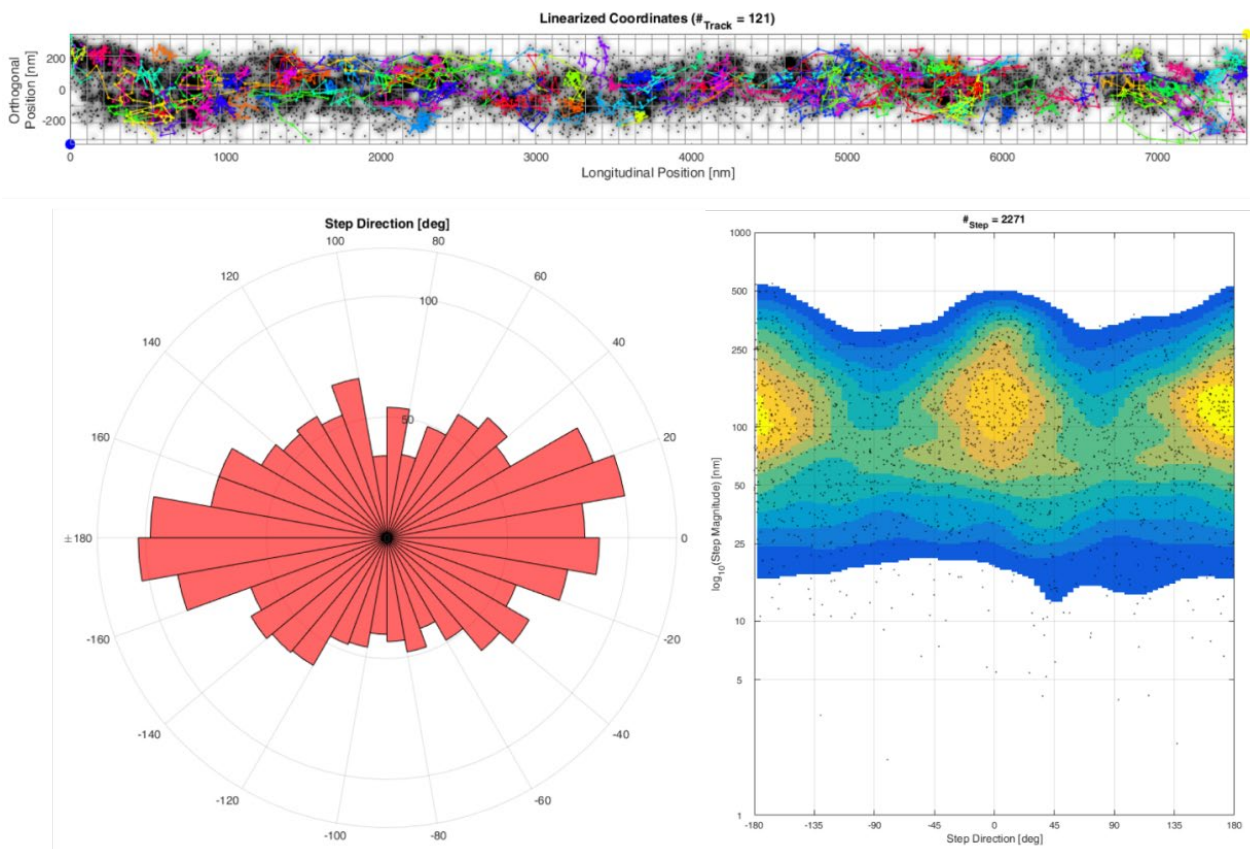 Linearized Coordinates (#Track = 121)
Orthogonal
Position [nm]
200
0
-200
0 1000 2000 3000 4000 5000 6000 7000
Longitudinal Position [nm]
Step Direction [deg]
100 80
120 60
100
140 40
50
160 20
±180 0
-160 -20
-140 -40
-120 -60
-100 -80
#Step = 2271
log10(Step Magnitude) [nm]
1000
500
250
100
50
25
10
5
1
-180 -135 -90 -45 0 45 90 135 180
Step Direction [deg]